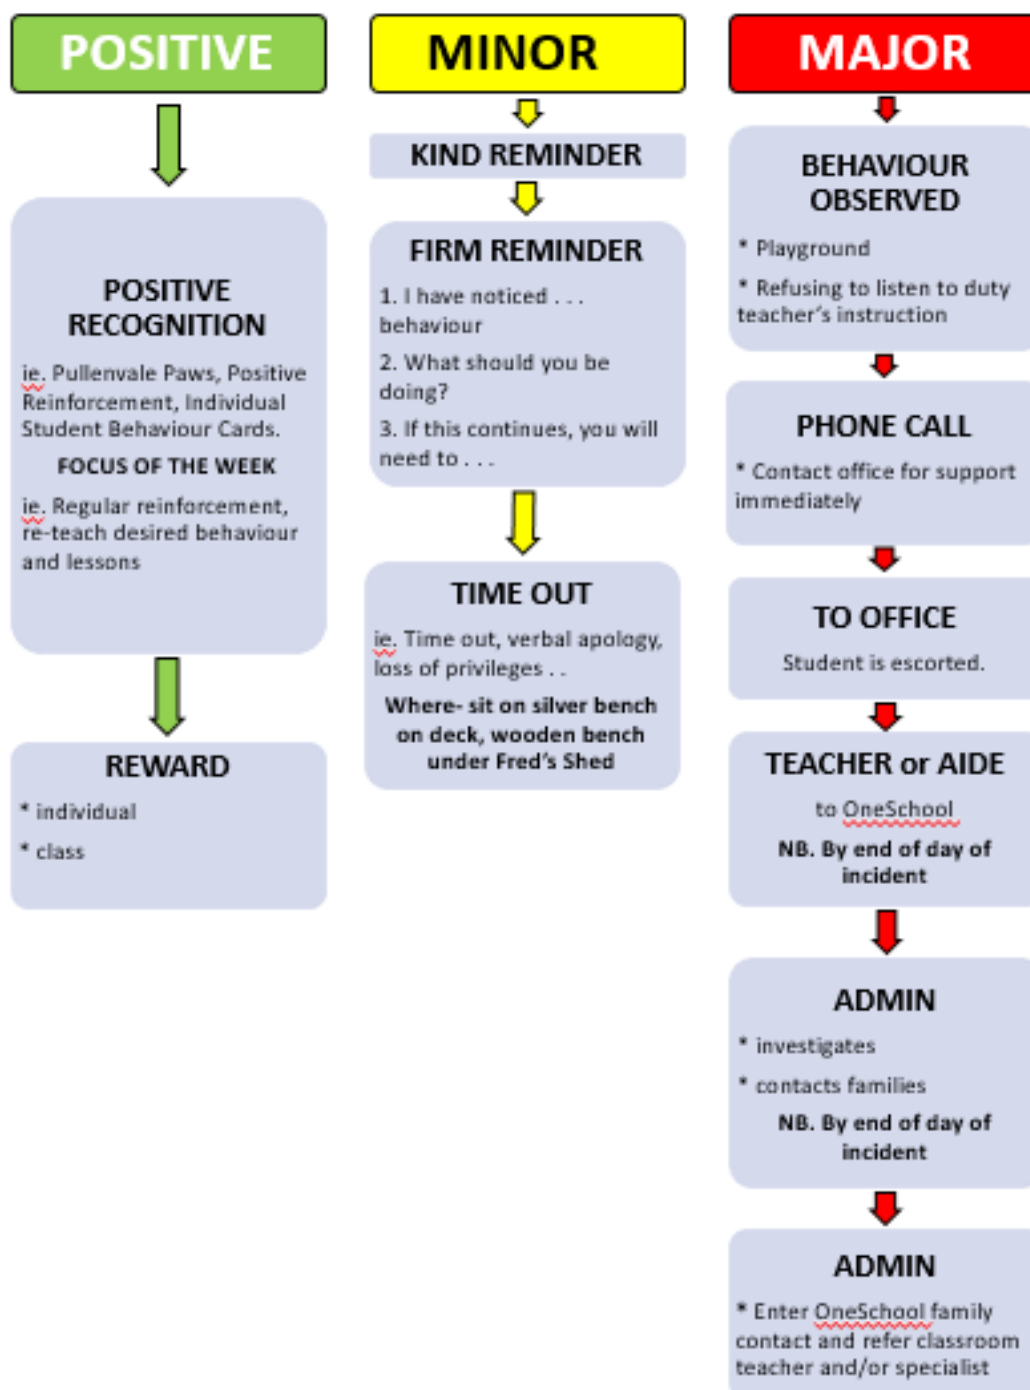 POSITIVE
POSITIVE
RECOGNITION
ie. Pullenvale Paws, Positive
Reinforcement, Individual
Student Behaviour Cards.
FOCUS OF THE WEEK
ie. Regular reinforcement,
re-teach desired behaviour
and lessons
REWARD
* individual
* class
MINOR
KIND REMINDER
FIRM REMINDER
1. I have noticed . . .
behaviour
2. What should you be
doing?
3. If this continues, you will
need to . . .
TIME OUT
ie. Time out, verbal apology,
loss of privileges . .
Where- sit on silver bench
on deck, wooden bench
under Fred's Shed
MAJOR
BEHAVIOUR
OBSERVED
* Playground
* Refusing to listen to duty
teacher's instruction
PHONE CALL
* Contact office for support
immediately
TO OFFICE
Student is escorted.
TEACHER or AIDE
to OneSchool
NB. By end of day of
incident
ADMIN
* investigates
* contacts families
NB. By end of day of
incident
ADMIN
* Enter OneSchool family
contact and refer classroom
teacher and/or specialist